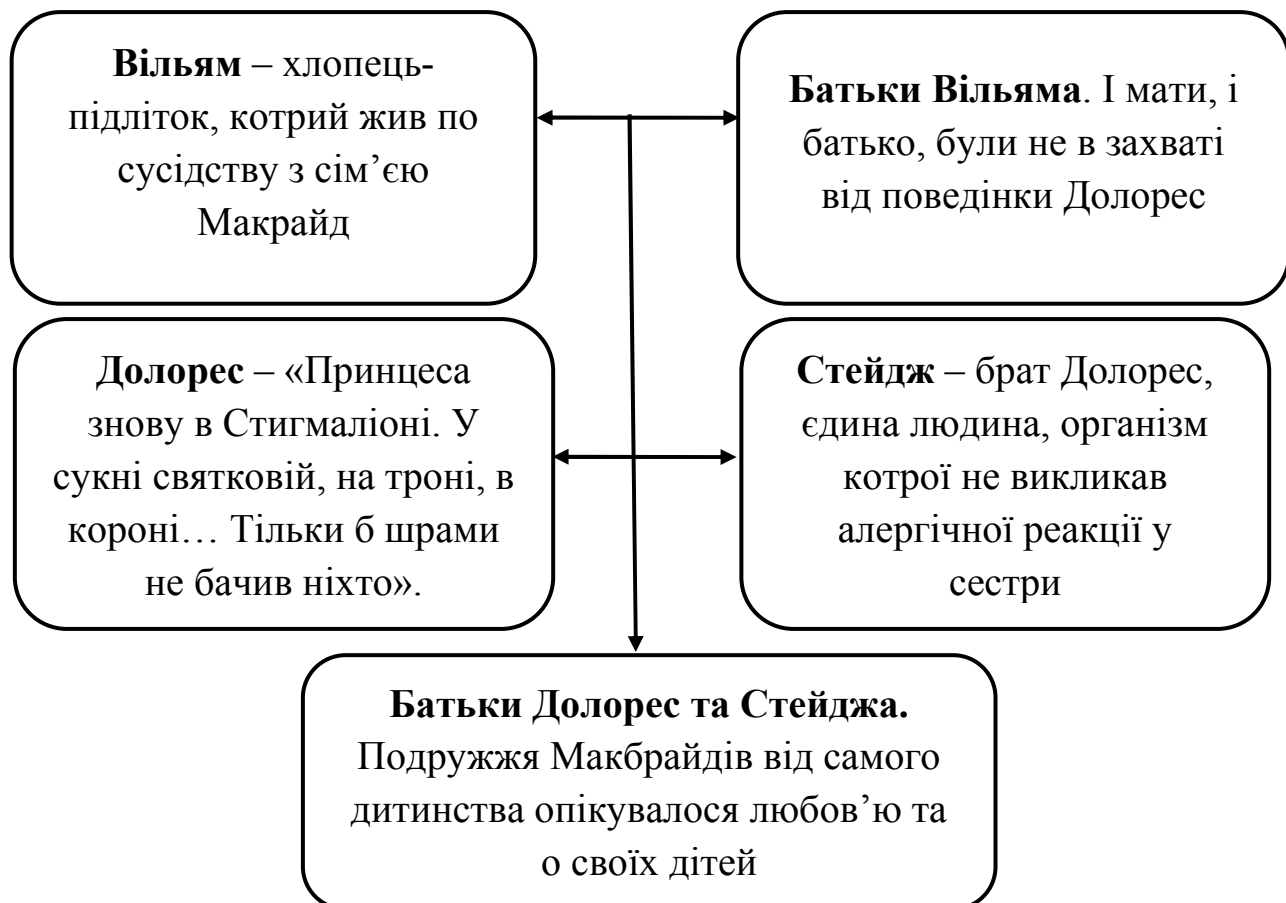 Вільям – хлопець-
підліток, котрий жив по
сусідству з сім’єю
Макрайд
Батьки Вільяма. І мати, і
батько, були не в захваті
від поведінки Долорес
Долорес – «Принцеса
знову в Стигмаліоні. У
сукні святковій, на троні, в
короні… Тільки б шрами
не бачив ніхто».
Стейдж – брат Долорес,
єдина людина, організм
котрої не викликав
алергічної реакції у
сестри
Батьки Долорес та Стейджа.
Подружжя Макбрайдів від самого
дитинства опікувалося любов’ю та
о своїх дітей